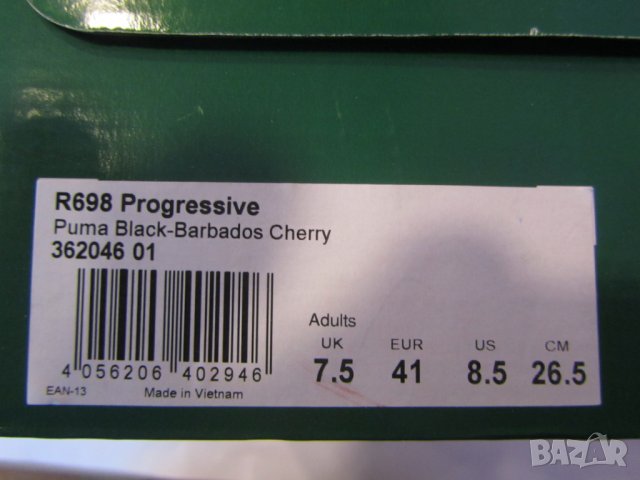 R698 Progressive
Puma Black-Barbados Cherry
362046 01
Adults
UK EUR US CM
7.5 41 8.5 26.5
4 056206 402946
EAN-13 Made in Vietnam
BAZAR